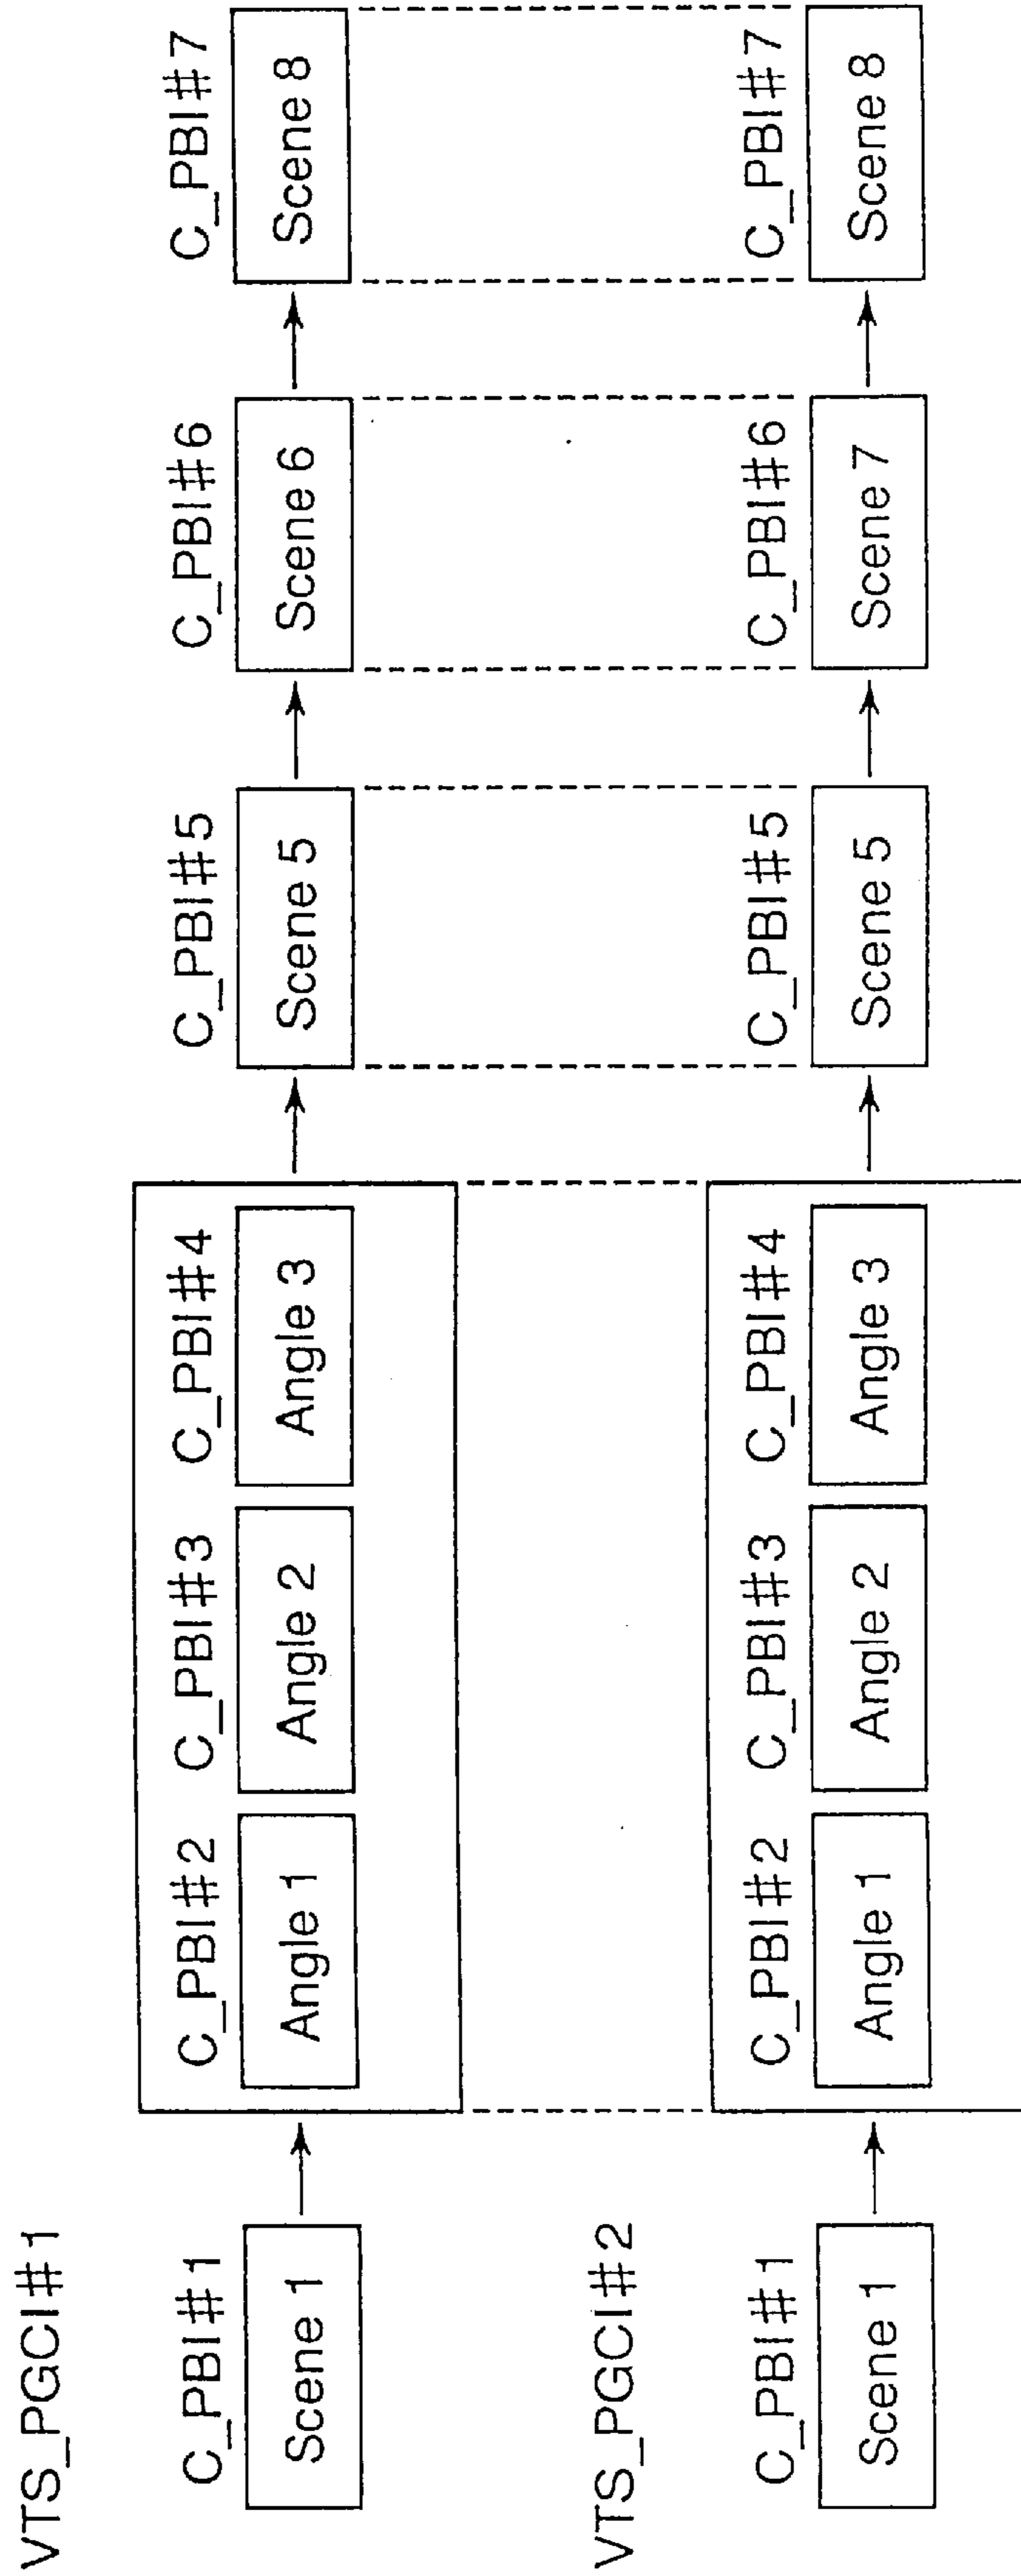 VTS_PGCI#1
C_PBI#1 C_PBI#2 C_PBI#3 C_PBI#4 C_PBI#5 C_PBI#6 C_PBI#7
Scene 1 Angle 1 Angle 2 Angle 3 Scene 5 Scene 6 Scene 8
VTS_PGCI#2
C_PBI#1 C_PBI#2 C_PBI#3 C_PBI#4 C_PBI#5 C_PBI#6 C_PBI#7
Scene 1 Angle 1 Angle 2 Angle 3 Scene 5 Scene 7 Scene 8